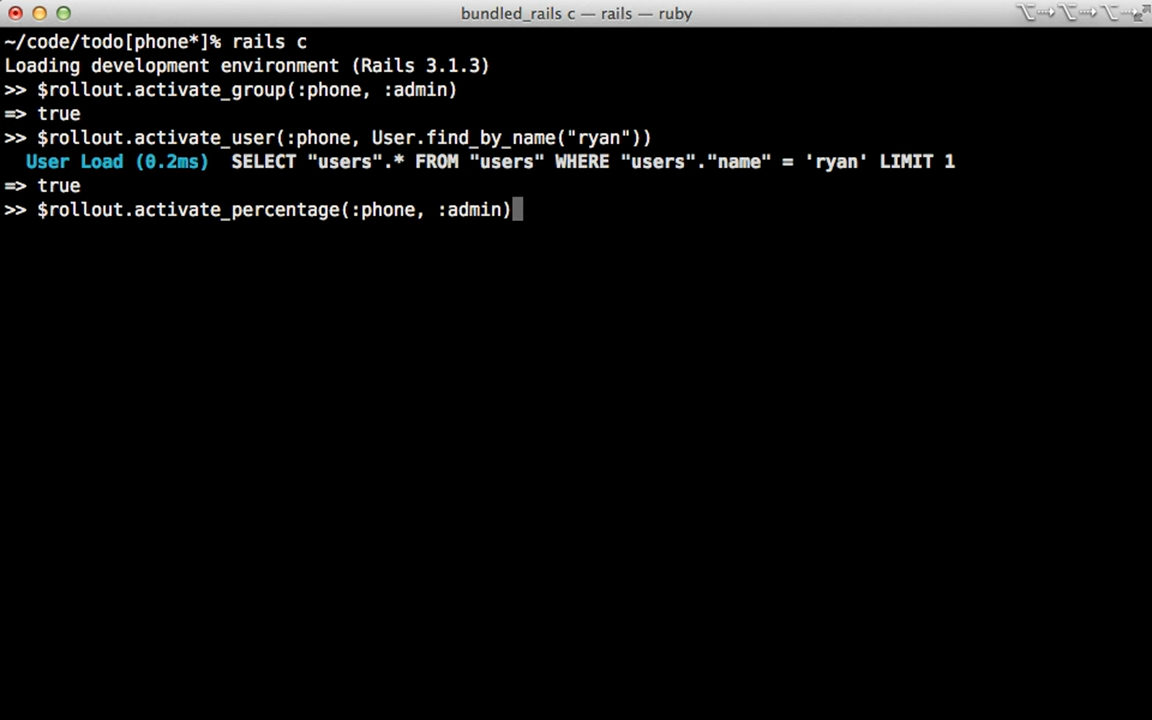 bundled_rails c — rails — ruby
~/code/todo[phone*]% rails c
Loading development environment (Rails 3.1.3)
>> $rollout.activate_group(:phone, :admin)
=> true
>> $rollout.activate_user(:phone, User.find_by_name("ryan"))
  User Load (0.2ms)  SELECT "users".* FROM "users" WHERE "users"."name" = 'ryan' LIMIT 1
=> true
>> $rollout.activate_percentage(:phone, :admin)